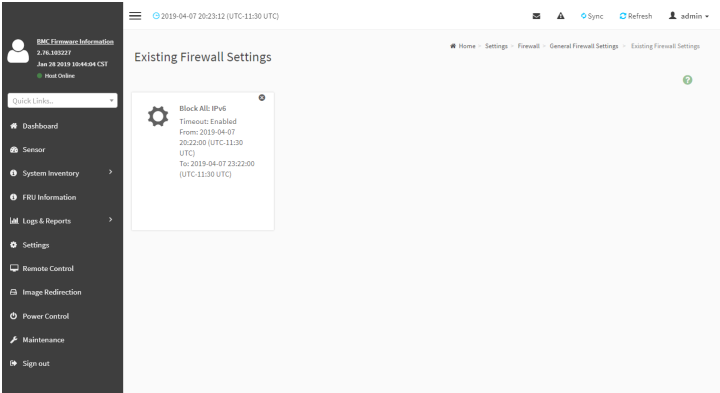 BMC Firmware Information
2.76.103227
Jan 28 2019 10:44:04 CST
Host Online
Quick Links..
Dashboard
Sensor
System Inventory
FRU Information
Logs & Reports
Settings
Remote Control
Image Redirection
Power Control
Maintenance
Sign out
2019-04-07 20:23:12 (UTC-11:30 UTC)
Sync
Refresh
admin
Existing Firewall Settings
Home > Settings > Firewall > General Firewall Settings > Existing Firewall Settings
Block All: IPv6
Timeout: Enabled
From: 2019-04-07
20:22:00 (UTC-11:30
UTC)
To: 2019-04-07 23:22:00
(UTC-11:30 UTC)